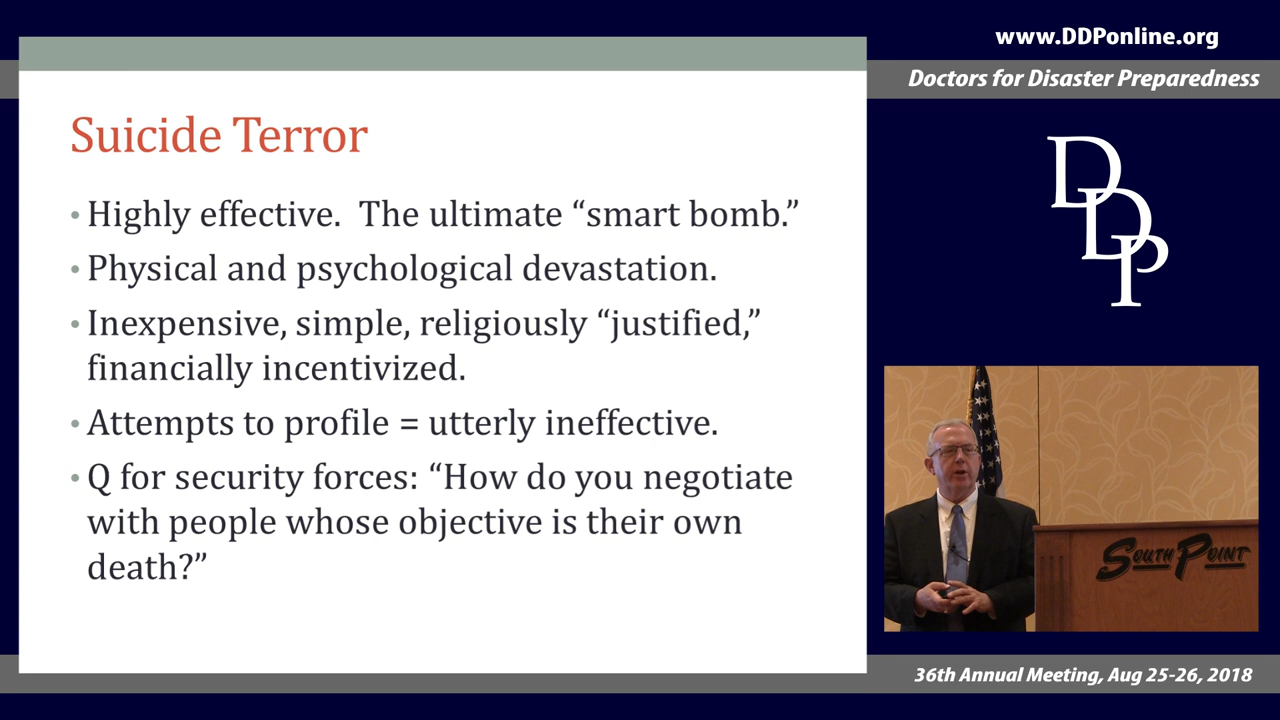 www.DDPonline.org
Doctors for Disaster Preparedness
DDP
Suicide Terror
• Highly effective.  The ultimate “smart bomb.”
• Physical and psychological devastation.
• Inexpensive, simple, religiously “justified,”
financially incentivized.
• Attempts to profile = utterly ineffective.
• Q for security forces: “How do you negotiate
with people whose objective is their own
death?”
South Point
36th Annual Meeting, Aug 25-26, 2018